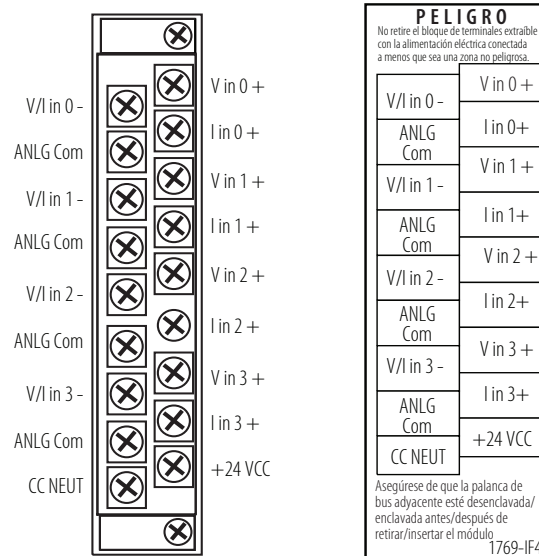 V/I in 0 -
ANLG Com
V/I in 1 -
ANLG Com
V/I in 2 -
ANLG Com
V/I in 3 -
ANLG Com
CC NEUT
V in 0 +
I in 0 +
V in 1 +
I in 1 +
V in 2 +
I in 2 +
V in 3 +
I in 3 +
+24 VCC
PELIGRO
No retire el bloque de terminales extraíble
con la alimentación eléctrica conectada
a menos que sea una zona no peligrosa.
V/I in 0 -
ANLG
Com
V/I in 1 -
ANLG
Com
V/I in 2 -
ANLG
Com
V/I in 3 -
ANLG
Com
CC NEUT
V in 0 +
I in 0+
V in 1 +
I in 1+
V in 2 +
I in 2+
V in 3 +
I in 3+
+24 VCC
Asegúrese de que la palanca de
bus adyacente esté desenclavada/
enclavada antes/después de
retirar/insertar el módulo
1769-IF4